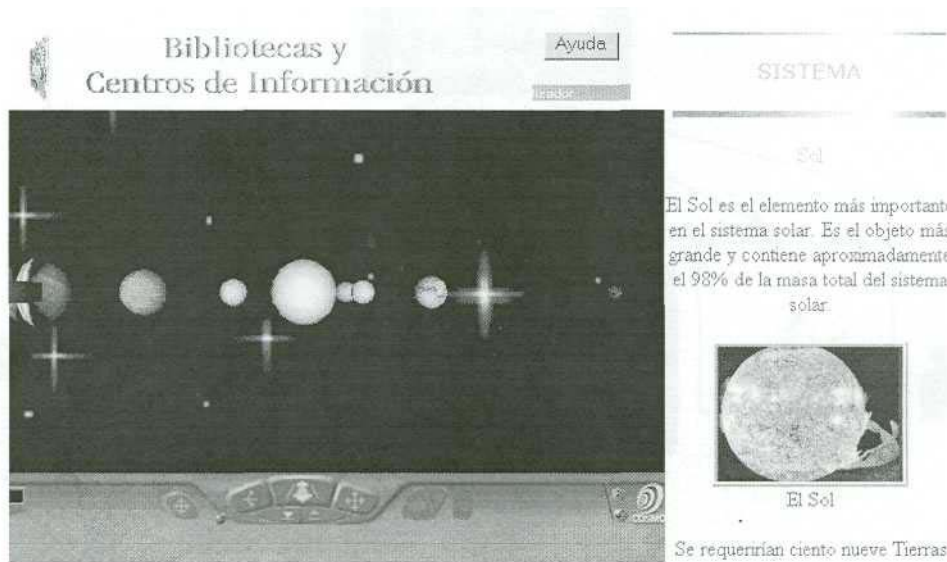 Bibliotecas y
Centros de Información
Ayuda
SISTEMA
Sol
El Sol es el elemento más importante
en el sistema solar. Es el objeto más
grande y contiene aproximadamente
el 98% de la masa total del sistema
solar.
El Sol
Se requerirían ciento nueve Tierras
COSMO